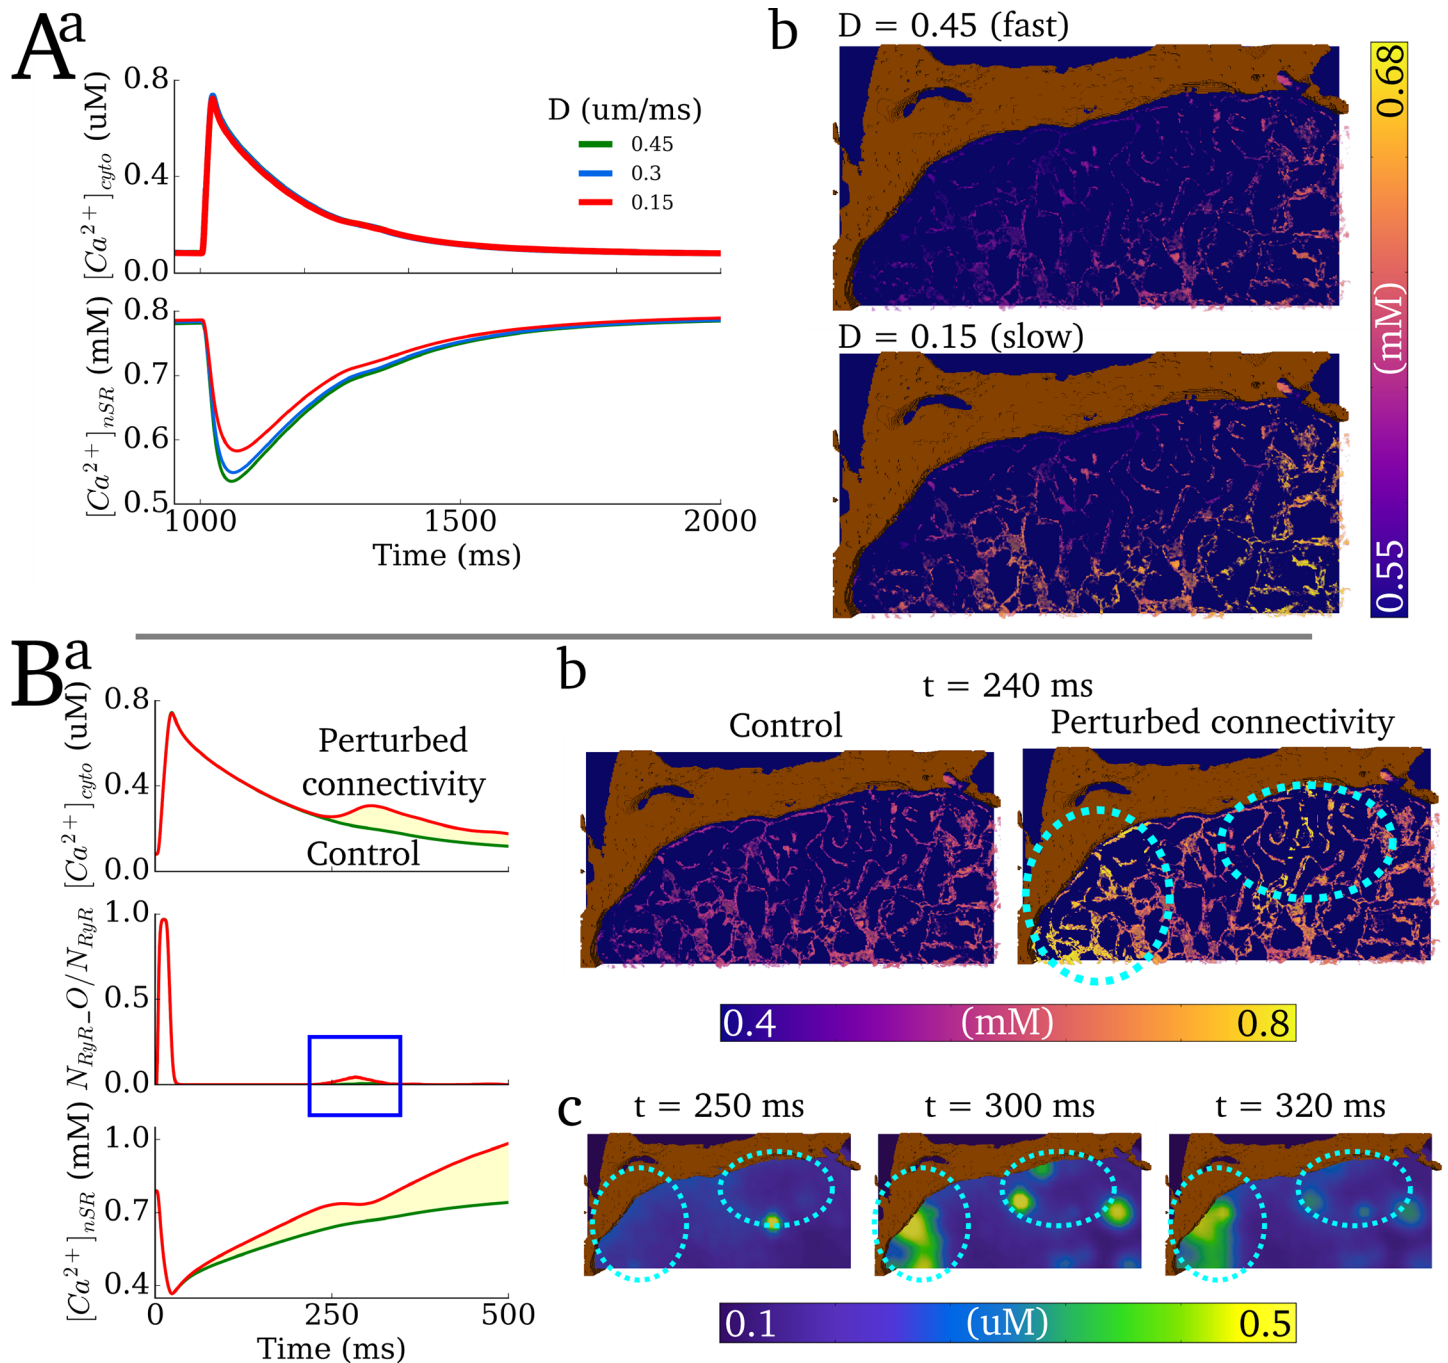 A
a
0.8
0.4
0.0
[Ca²⁺]cyto (uM)
D (um/ms)
0.45
0.3
0.15
0.8
0.7
0.6
0.5
[Ca²⁺]nSR (mM)
1000
1500
2000
Time (ms)
b
D = 0.45 (fast)
D = 0.15 (slow)
0.68
(mM)
0.55
B
a
0.8
0.4
0.0
[Ca²⁺]cyto (uM)
Perturbed
connectivity
Control
1.0
0.5
0.0
N_RyR_O/N_RyR
1.0
0.7
0.4
[Ca²⁺]nSR (mM)
0
250
500
Time (ms)
b
t = 240 ms
Control
Perturbed connectivity
0.4
(mM)
0.8
c
t = 250 ms
t = 300 ms
t = 320 ms
0.1
(uM)
0.5